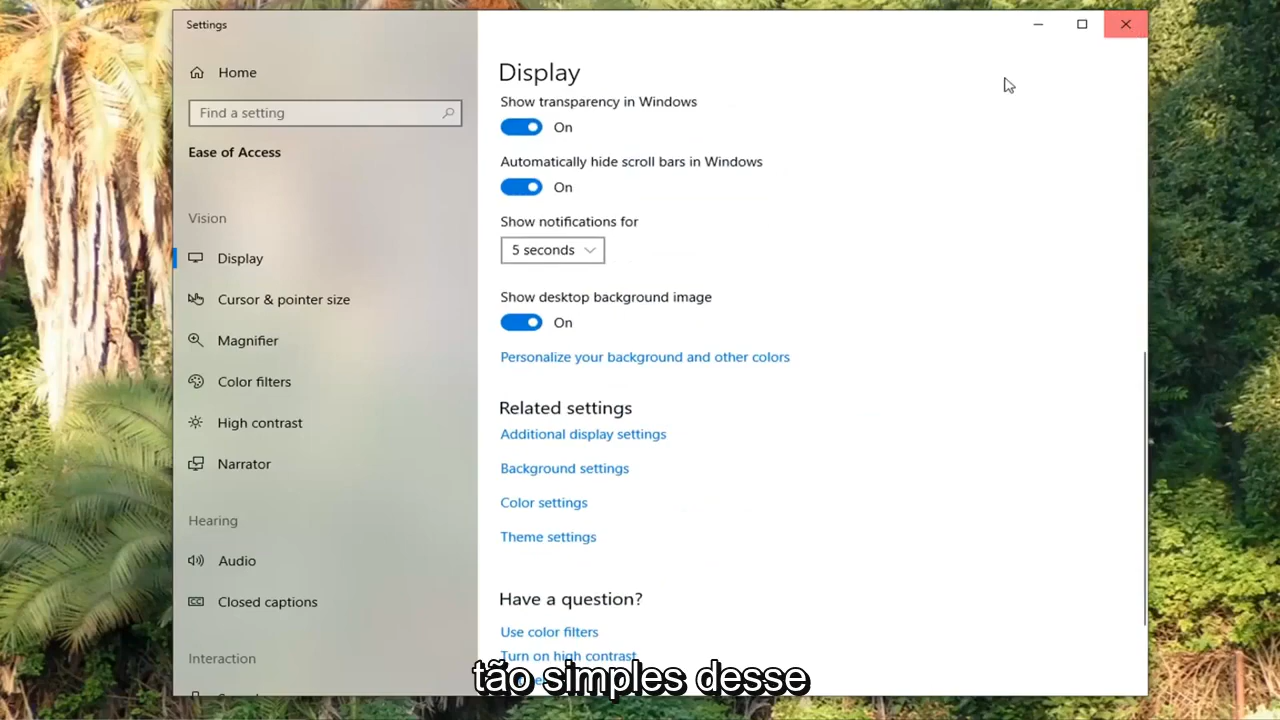 Settings
Home
Find a setting
Ease of Access
Vision
Display
Cursor & pointer size
Magnifier
Color filters
High contrast
Narrator
Hearing
Audio
Closed captions
Interaction
Display
Show transparency in Windows
On
Automatically hide scroll bars in Windows
On
Show notifications for
5 seconds
Show desktop background image
On
Personalize your background and other colors
Related settings
Additional display settings
Background settings
Color settings
Theme settings
Have a question?
Use color filters
Turn on high contrast
tão simples desse